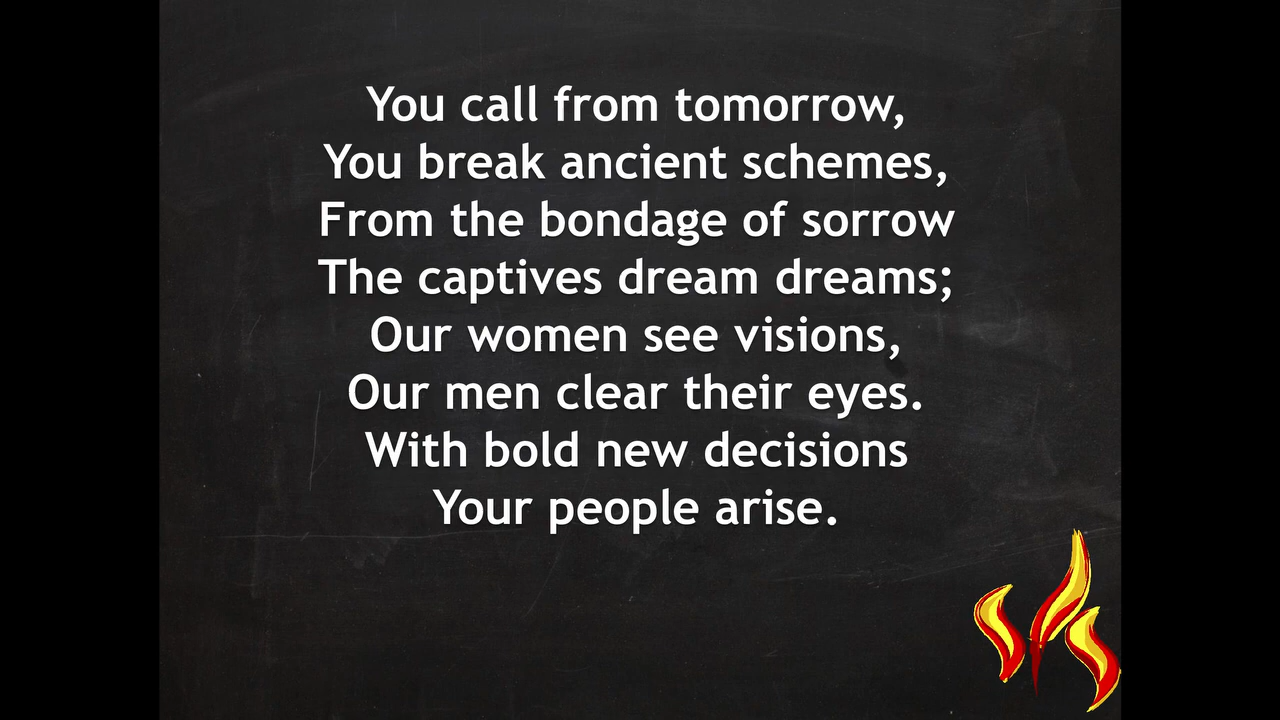 You call from tomorrow,
You break ancient schemes,
From the bondage of sorrow
The captives dream dreams;
Our women see visions,
Our men clear their eyes.
With bold new decisions
Your people arise.